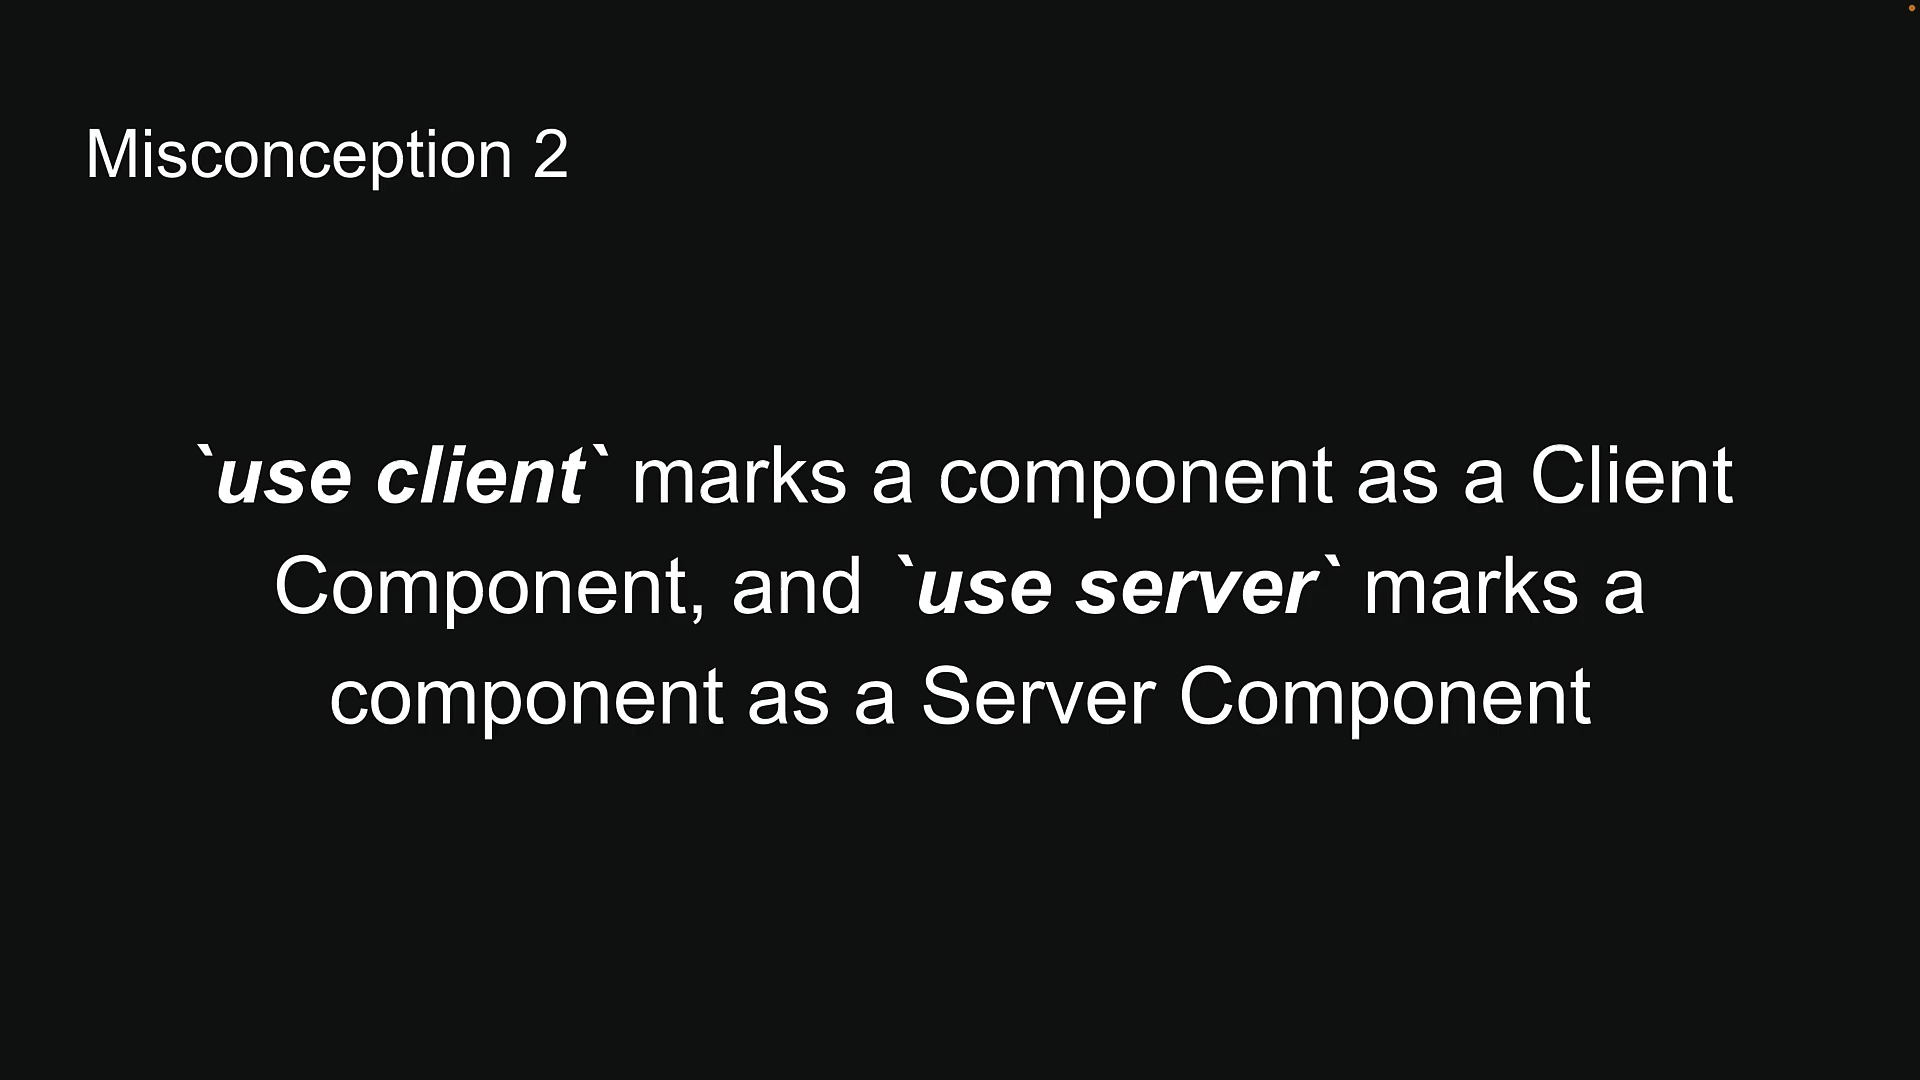 Misconception 2
`use client` marks a component as a Client
Component, and `use server` marks a
component as a Server Component